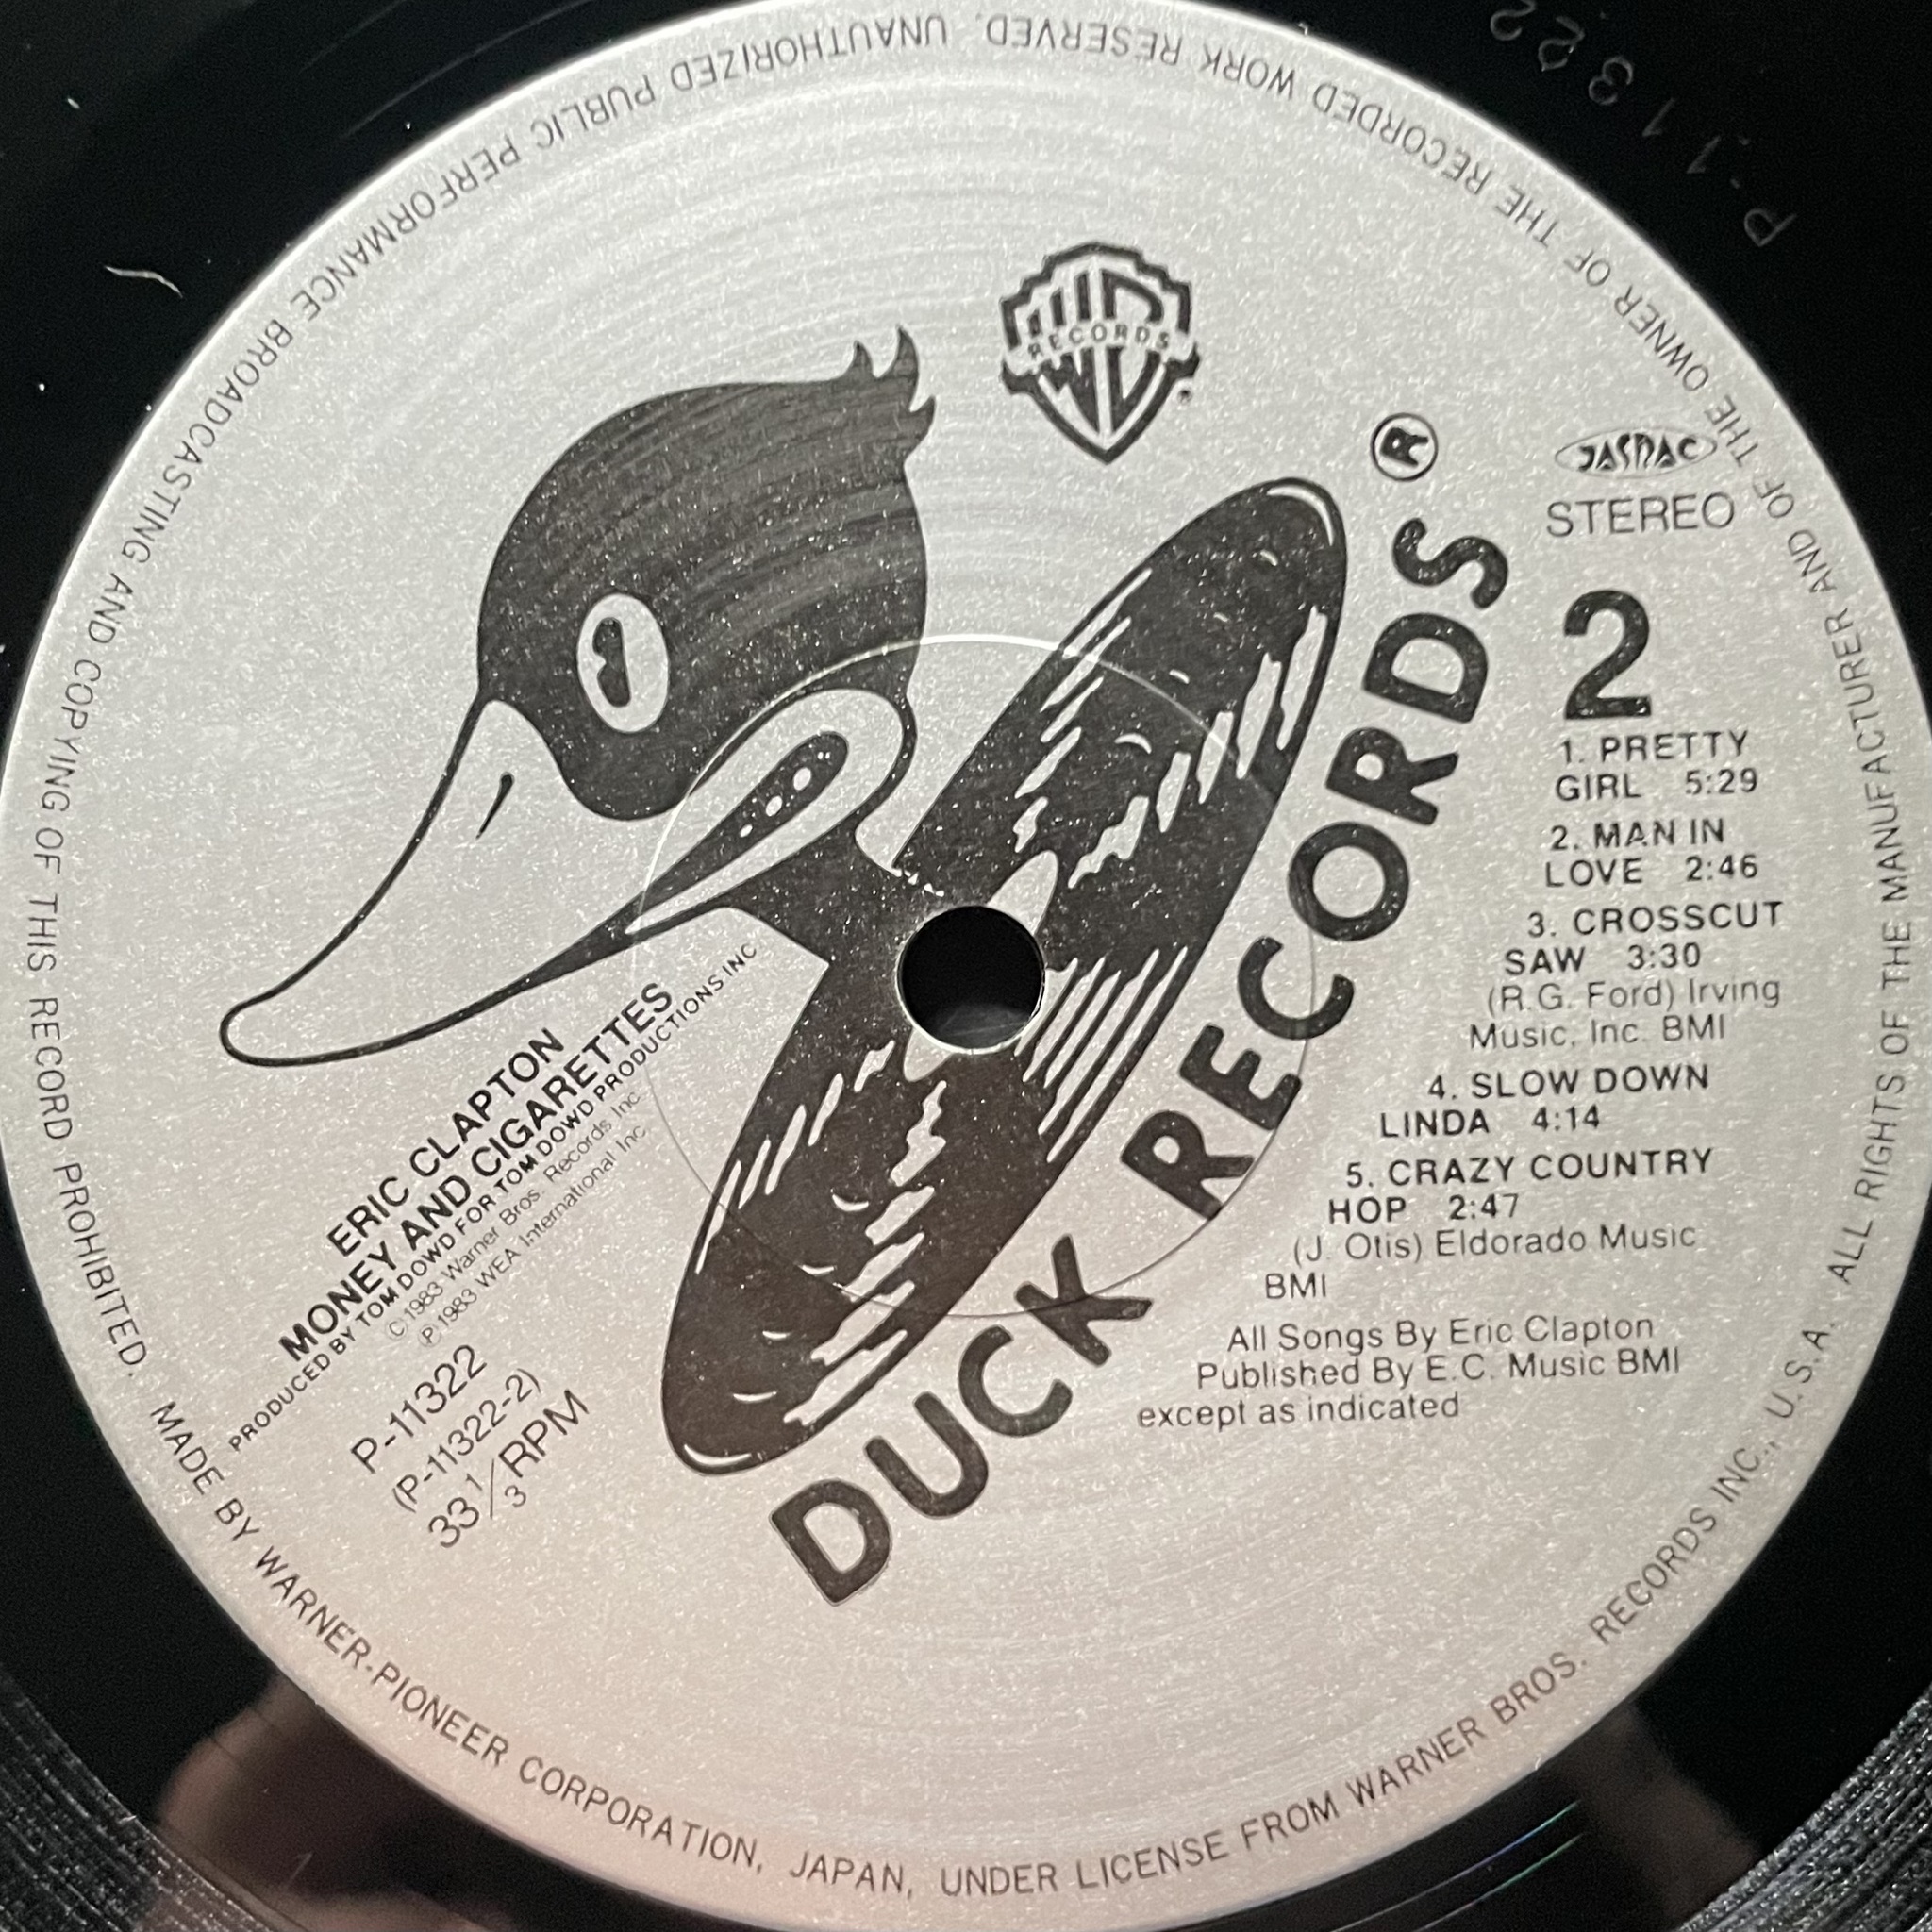 P-11322
WB
RECORDS
DUCK RECORDS®
JASRAC
STEREO
2
1. PRETTY
GIRL 5:29
2. MAN IN
LOVE 2:46
3. CROSSCUT
SAW 3:30
(R.G. Ford) Irving
Music, Inc. BMI
4. SLOW DOWN
LINDA 4:14
5. CRAZY COUNTRY
HOP 2:47
(J. Otis) Eldorado Music
BMI
All Songs By Eric Clapton
Published By E.C. Music BMI
except as indicated
ERIC CLAPTON
MONEY AND CIGARETTES
PRODUCED BY TOM DOWD FOR TOM DOWD PRODUCTIONS.INC
© 1983 Warner Bros. Records Inc.
℗ 1983 WEA International Inc.
P-11322
(P-11322-2)
33 1/3 RPM
MADE BY WARNER-PIONEER CORPORATION, JAPAN, UNDER LICENSE FROM WARNER BROS. RECORDS INC., U.S.A. ALL RIGHTS OF THE MANUFACTURER AND OF THE OWNER OF THE RECORDED WORK RESERVED. UNAUTHORIZED PUBLIC PERFORMANCE BROADCASTING AND COPYING OF THIS RECORD PROHIBITED.